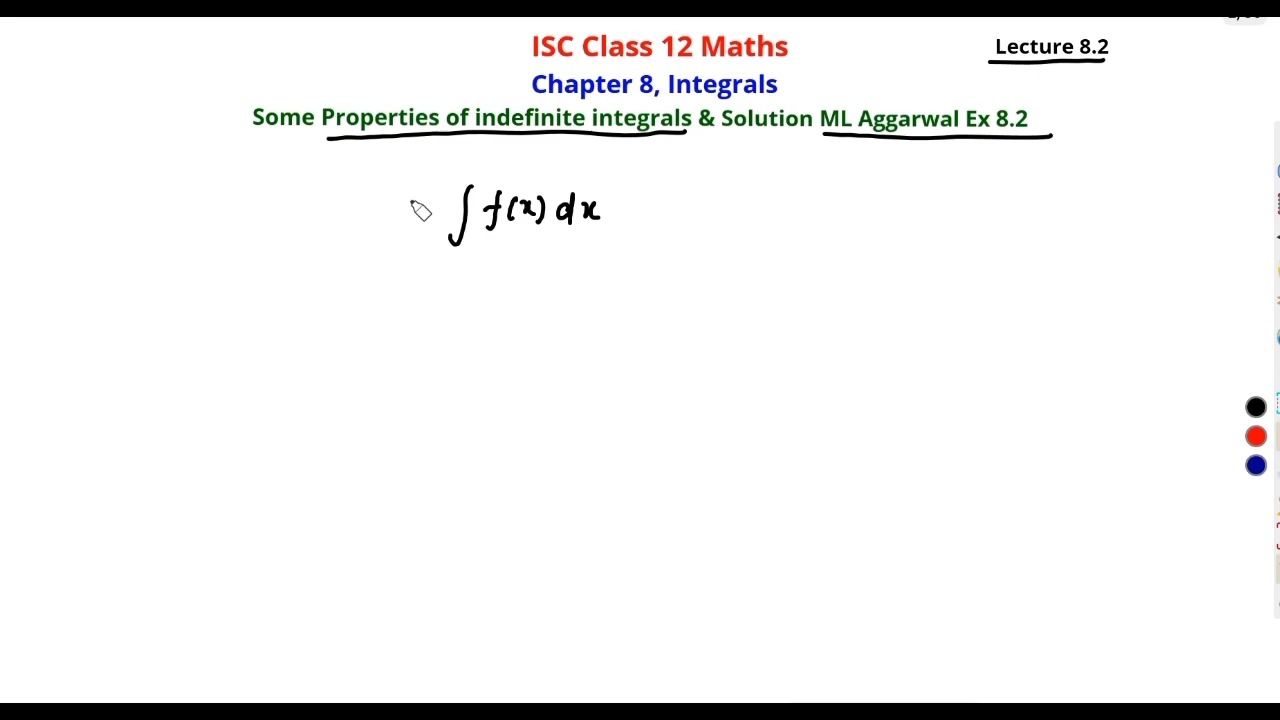 ISC Class 12 Maths
Lecture 8.2
Chapter 8, Integrals
Some Properties of indefinite integrals & Solution ML Aggarwal Ex 8.2
∫ f(x) dx